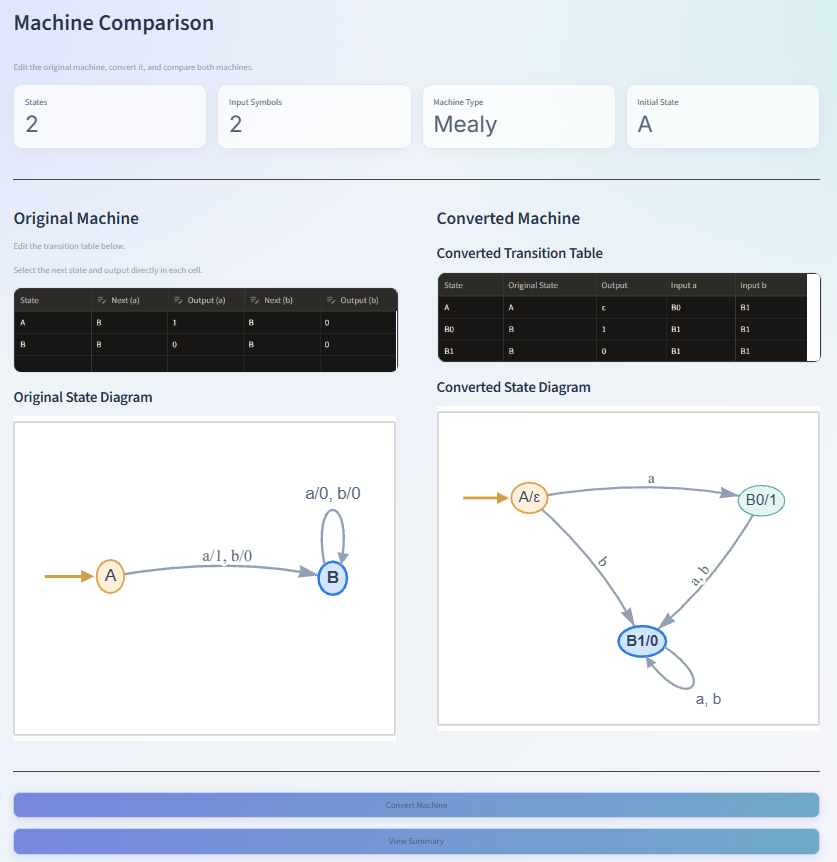 Machine Comparison
Edit the original machine, convert it, and compare both machines.
States
2
Input Symbols
2
Machine Type
Mealy
Initial State
A
Original Machine
Edit the transition table below.
Select the next state and output directly in each cell.
State Next (a) Output (a) Next (b) Output (b)
A B 1 B 0
B B 0 B 0
Original State Diagram
a/0, b/0
a/1, b/0
A
B
Converted Machine
Converted Transition Table
State Original State Output Input a Input b
A A ε B0 B1
B0 B 1 B1 B1
B1 B 0 B1 B1
Converted State Diagram
a
A/ε
B0/1
b
a, b
B1/0
a, b
Convert Machine
View Summary